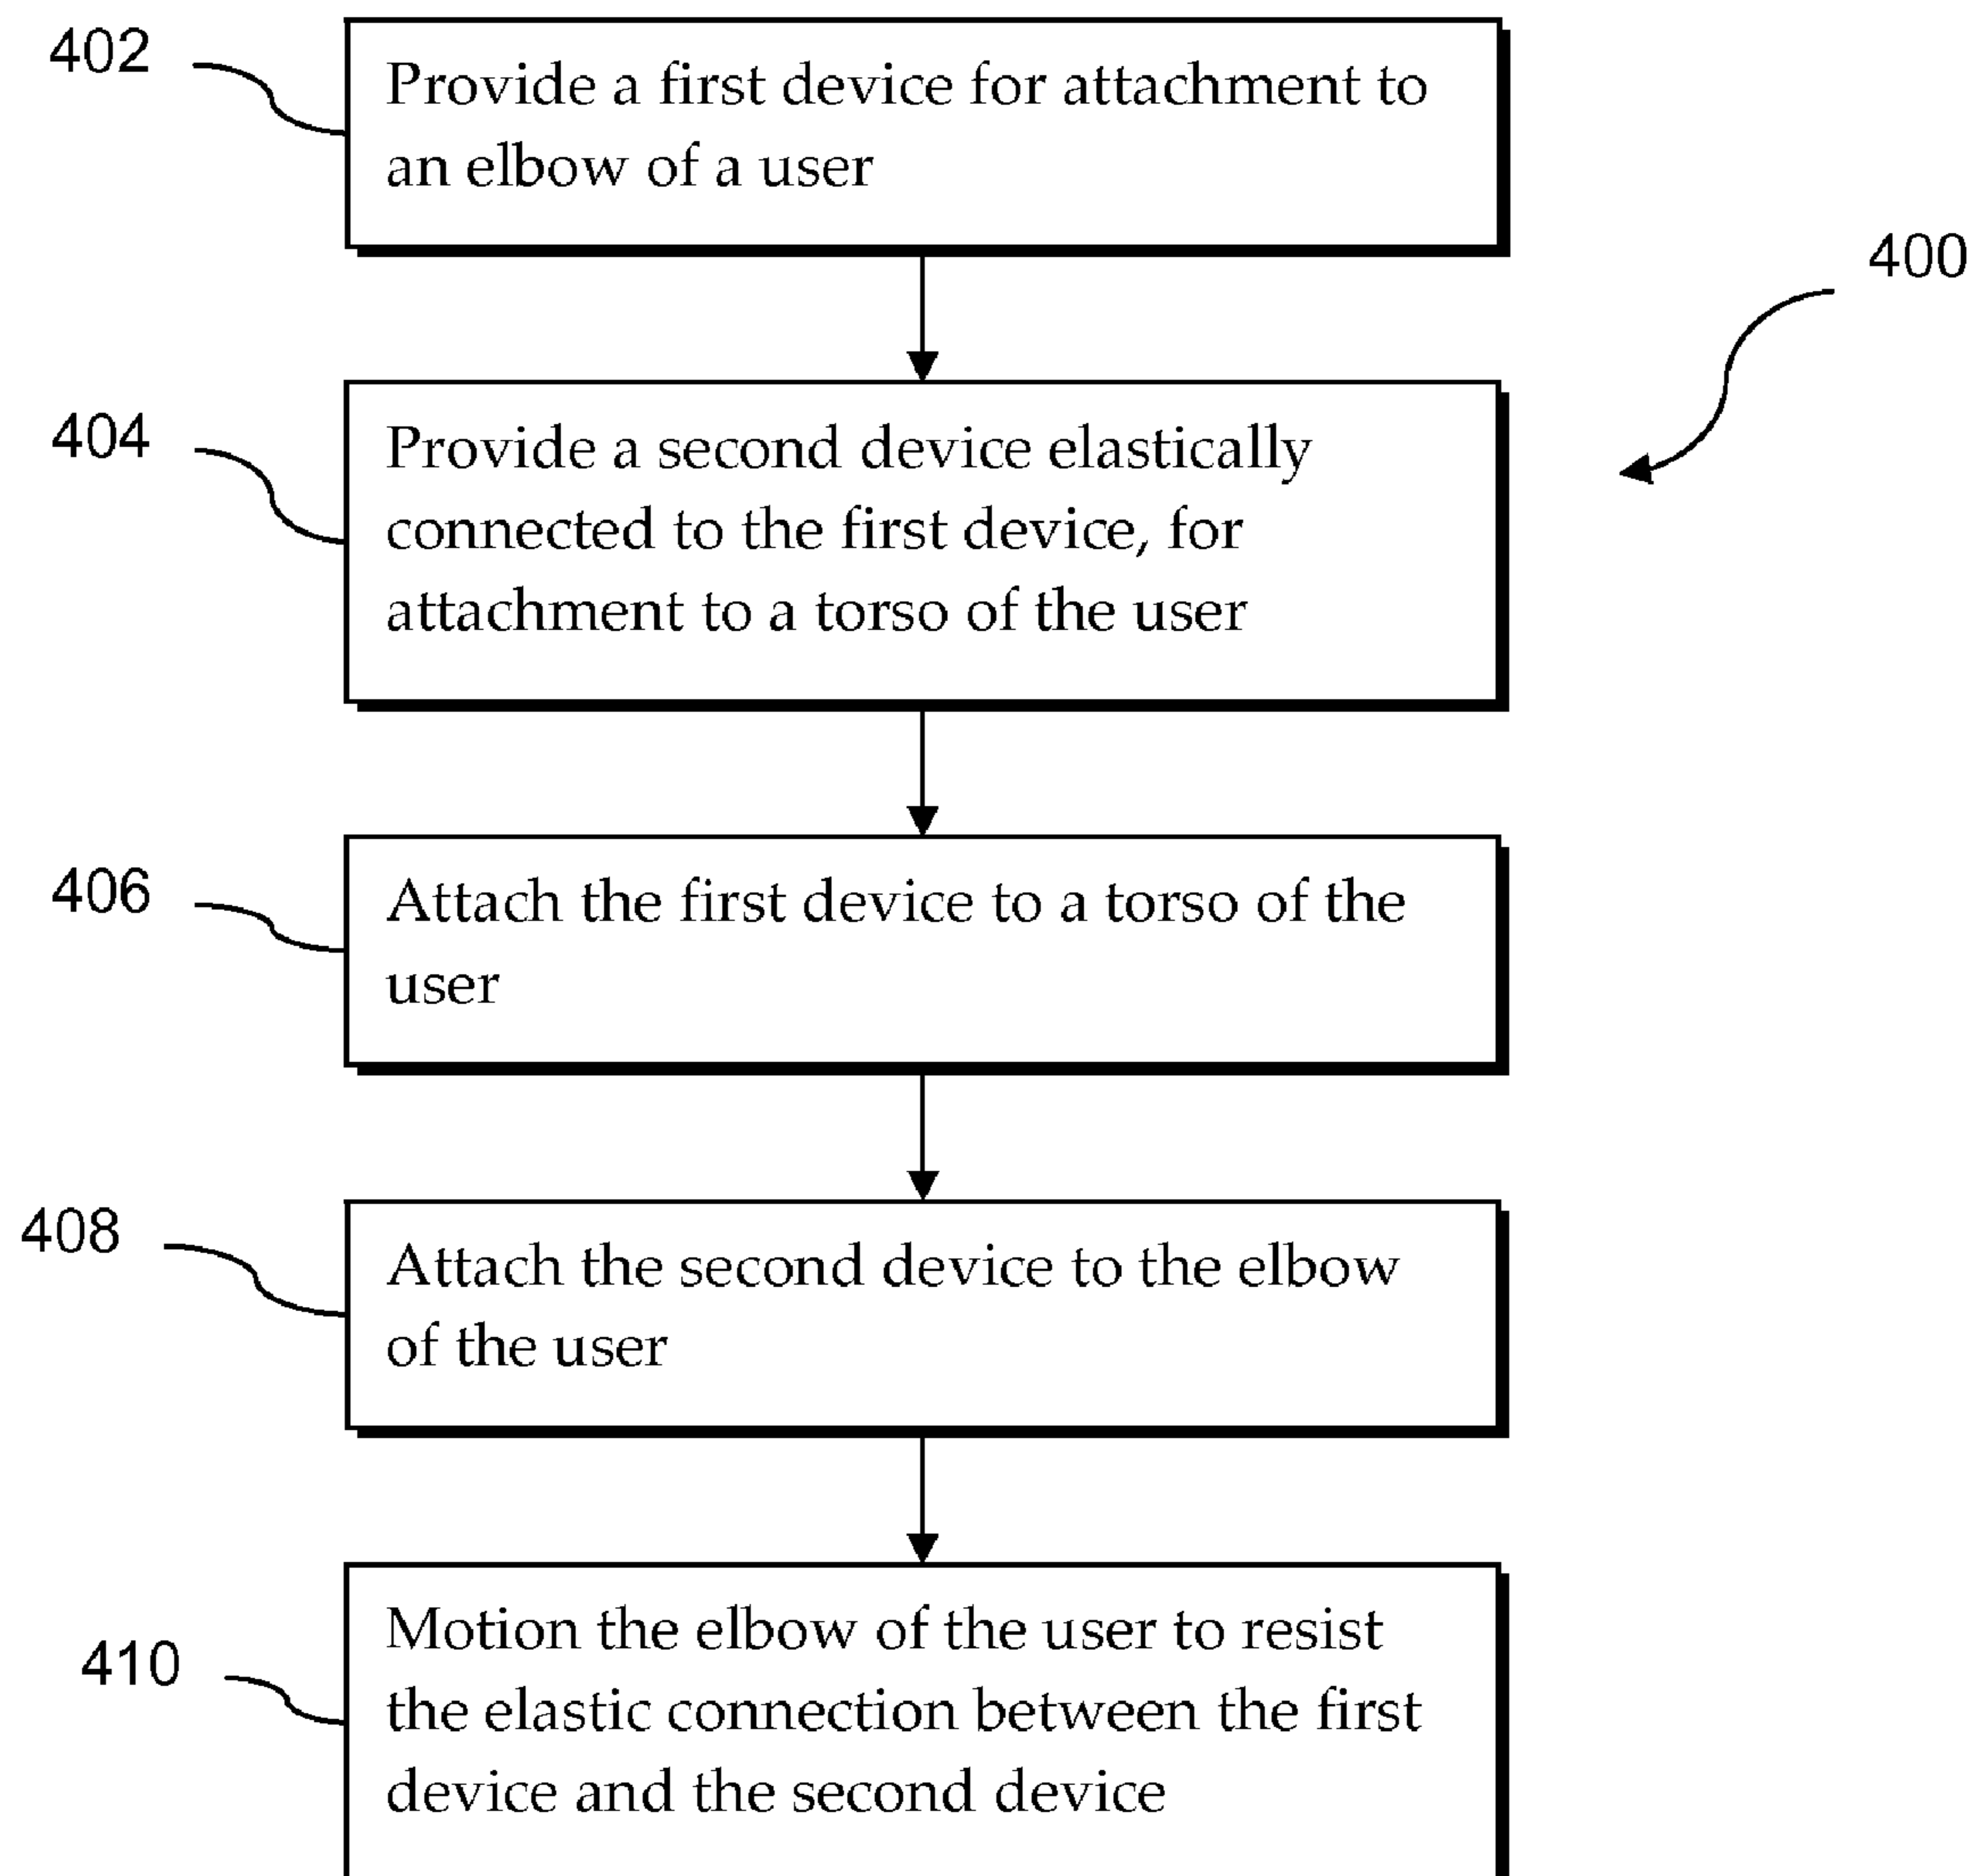 402
Provide a first device for attachment to
an elbow of a user
400
404
Provide a second device elastically
connected to the first device, for
attachment to a torso of the user
406
Attach the first device to a torso of the
user
408
Attach the second device to the elbow
of the user
410
Motion the elbow of the user to resist
the elastic connection between the first
device and the second device